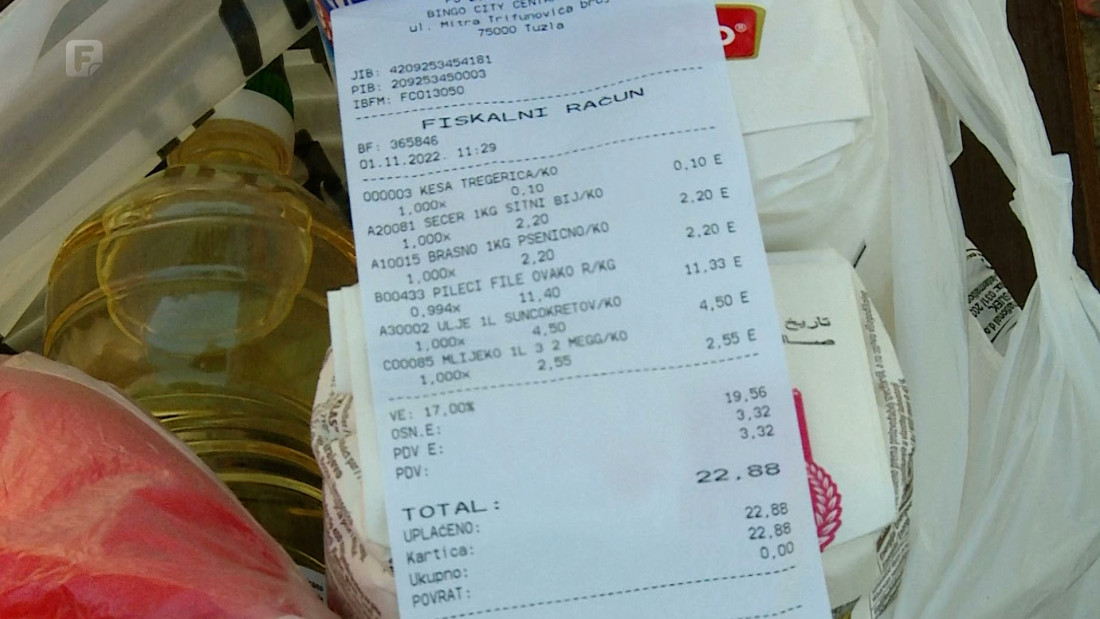 F
BINGO CITY CENT
ul. Mitra Trifunovića
75000 Tuzla
JIB: 4209253454181
PIB: 209253450003
IBFM: FC013050
FISKALNI RAČUN
BF: 365846
01.11.2022. 11:29
000003 KESA TREGERICA/KO
1,000x 0,10 0,10 E
A20081 SECER 1KG SITNI BIJ/KO
1,000x 2,20 2,20 E
A10015 BRASNO 1KG PSENICNO/KO
1,000x 2,20 2,20 E
B00433 PILECI FILE OVAKO R/KG
0,994x 11,40 11,33 E
A30002 ULJE 1L SUNCOKRETOV/KO
1,000x 4,50 4,50 E
C00085 MLIJEKO 1L 3 2 MEGG/KO
1,000x 2,55 2,55 E
VE: 17,00%
OSN.E: 19,56
PDV E: 3,32
PDV: 3,32
TOTAL: 22,88
UPLAĆENO:
Kartica: 22,88
Ukupno: 22,88
POVRAT: 0,00
o®
تاريخ